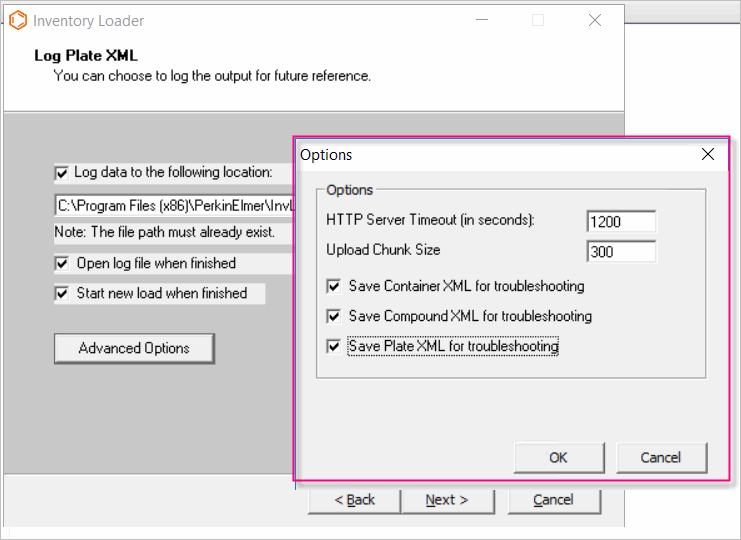 Inventory Loader
Log Plate XML
You can choose to log the output for future reference.
Log data to the following location:
C:\Program Files (x86)\PerkinElmer\InvL
Note: The file path must already exist.
Open log file when finished
Start new load when finished
Advanced Options
Options
Options
HTTP Server Timeout (in seconds): 1200
Upload Chunk Size 300
Save Container XML for troubleshooting
Save Compound XML for troubleshooting
Save Plate XML for troubleshooting
OK Cancel
< Back Next > Cancel